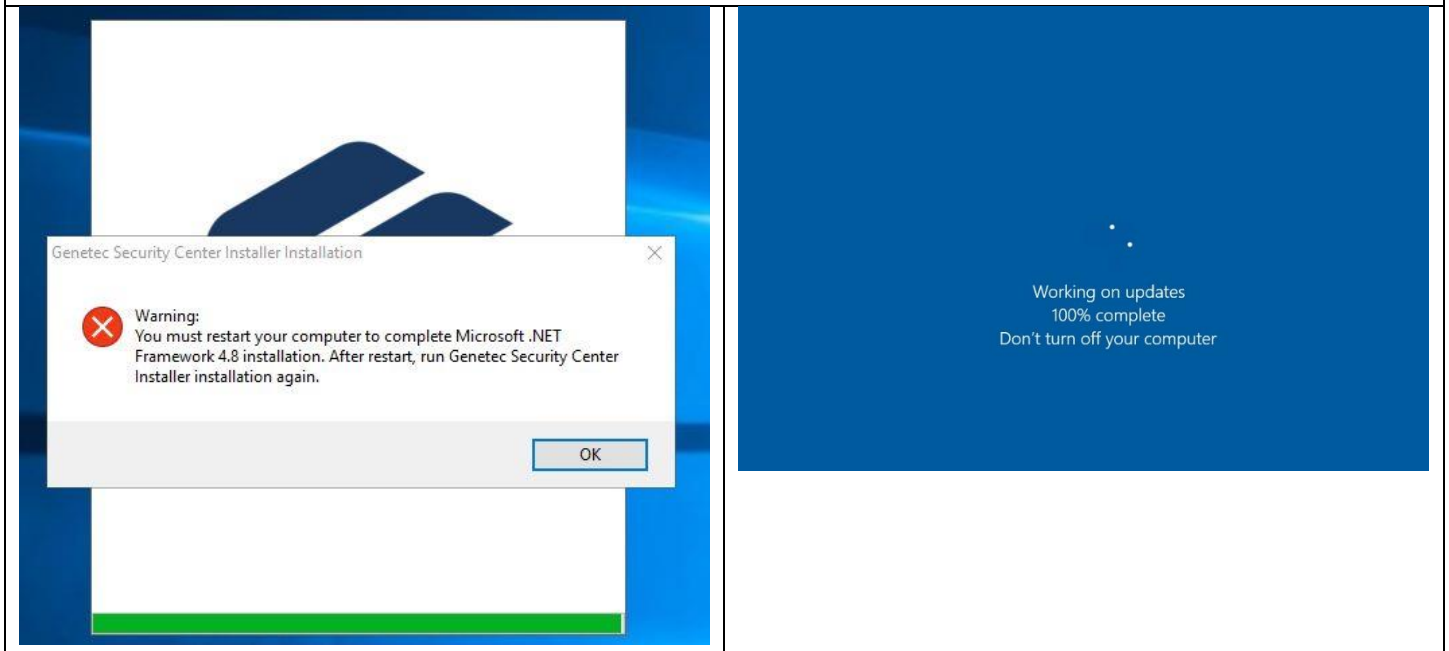 Genetec Security Center Installer Installation
Warning:
You must restart your computer to complete Microsoft .NET
Framework 4.8 installation. After restart, run Genetec Security Center
Installer installation again.
OK
Working on updates
100% complete
Don't turn off your computer